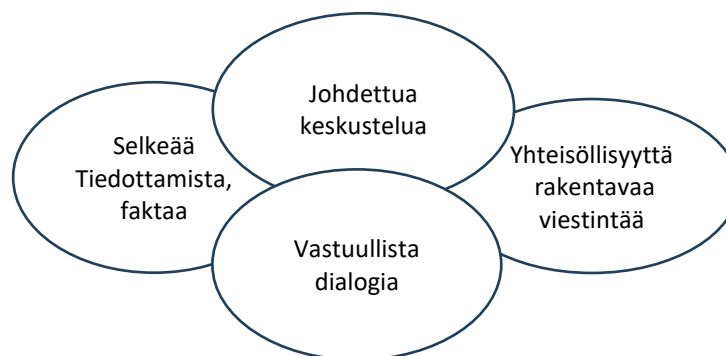 Johdettua
keskustelua
Selkeää
Tiedottamista,
faktaa
Yhteisöllisyyttä
rakentavaa
viestintää
Vastuullista
dialogia